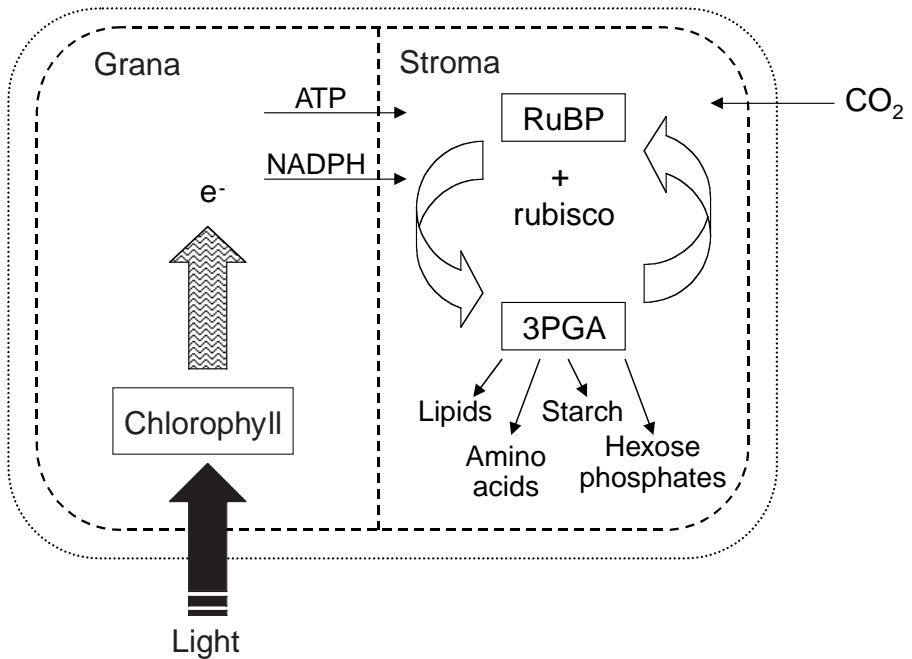 Grana
Stroma
ATP
NADPH
CO₂
RuBP
+
rubisco
e⁻
3PGA
Chlorophyll
Lipids
Starch
Amino
acids
Hexose
phosphates
Light